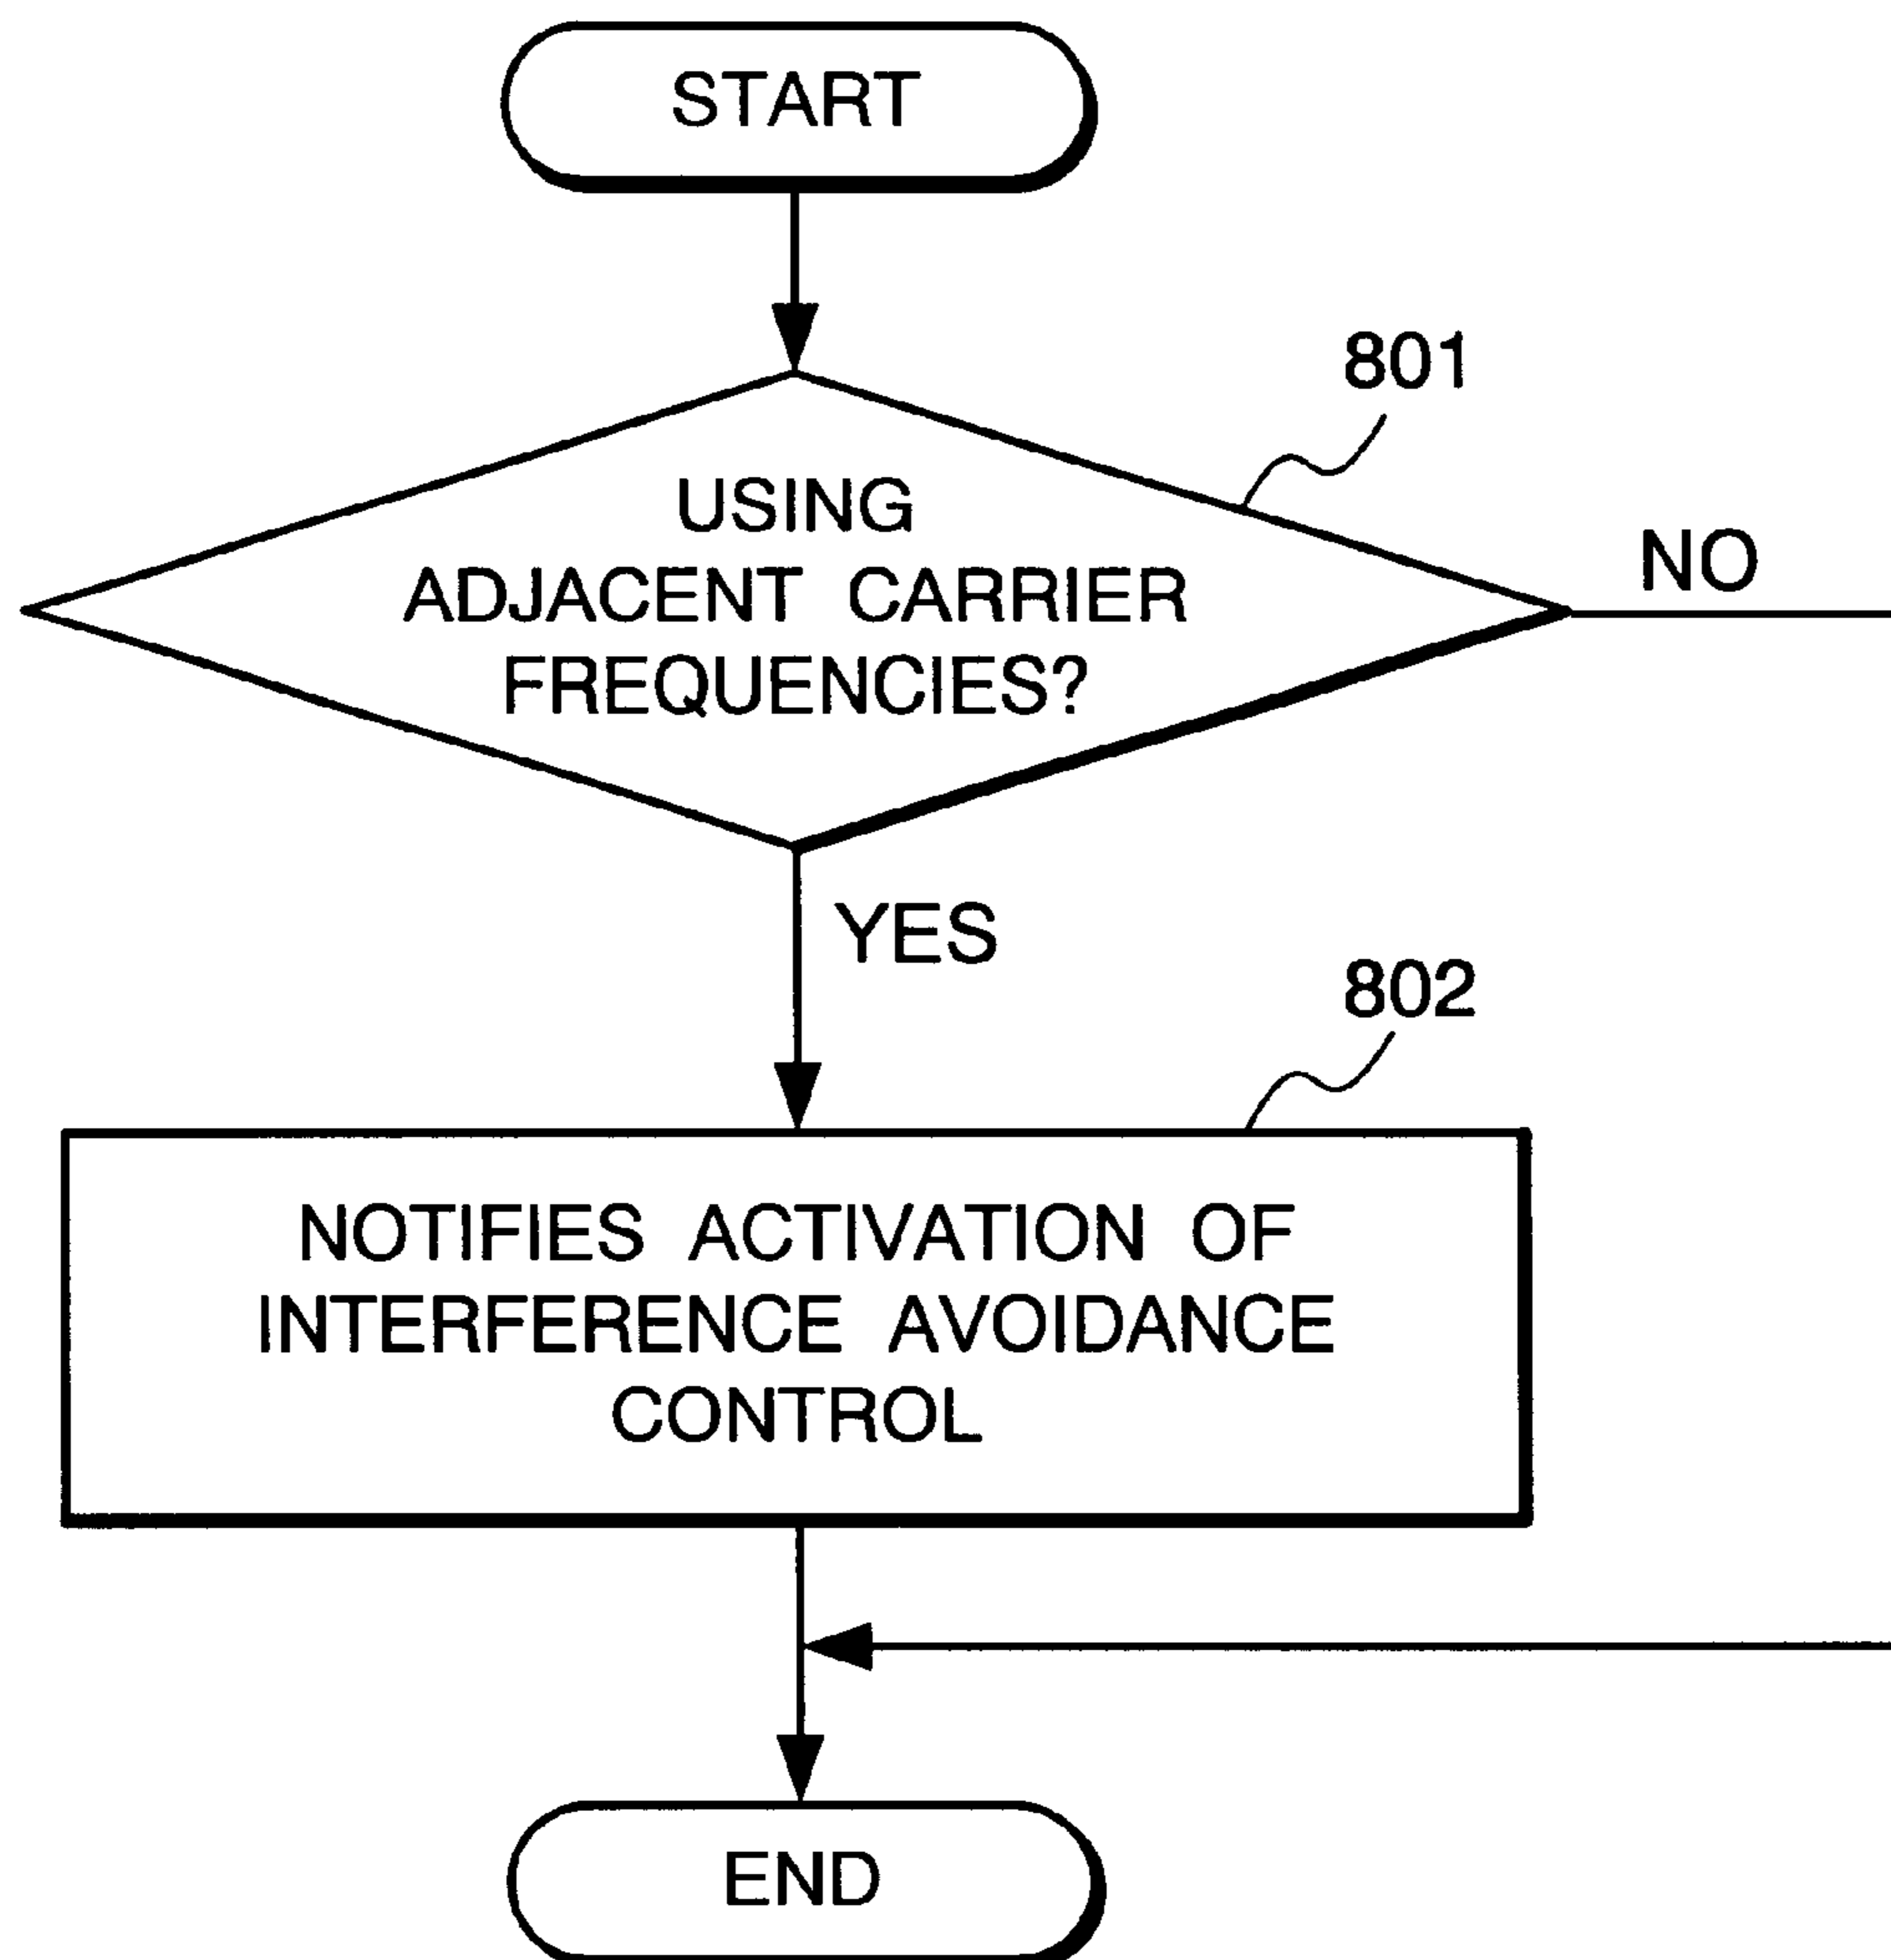 START
801
USING
ADJACENT CARRIER
FREQUENCIES?
NO
YES
802
NOTIFIES ACTIVATION OF
INTERFERENCE AVOIDANCE
CONTROL
END